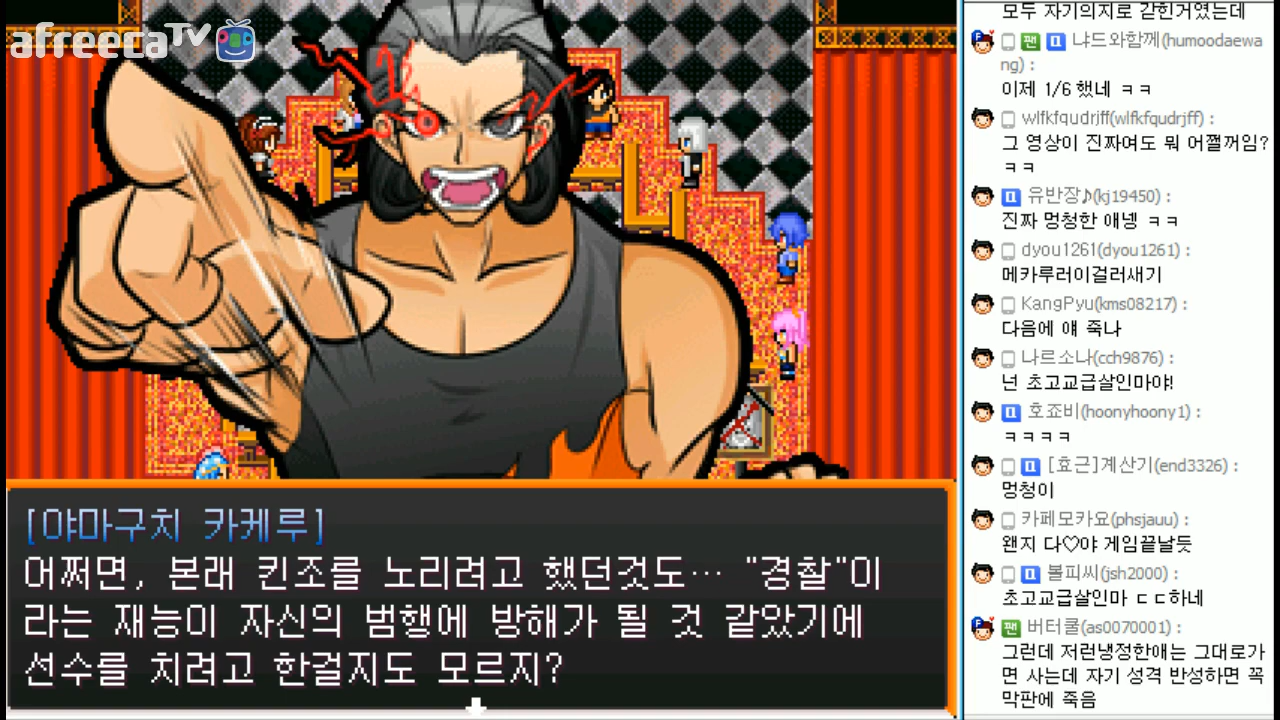 afreecaTV
[야마구치 카케루]
어쩌면, 본래 킨조를 노리려고 했던것도… "경찰"이
라는 재능이 자신의 범행에 방해가 될 것 같았기에
선수를 치려고 한걸지도 모르지?
모두 자기의지로 갇힌거였는데
팬 냐드와함께(humoodaewa
ng) :
이제 1/6 했네 ㅋㅋ
wlfkfqudrjff(wlfkfqudrjff) :
그 영상이 진짜여도 뭐 어쩔꺼임?
ㅋㅋ
유반장♪(kj19450) :
진짜 멍청한 애넹 ㅋㅋ
dyou1261(dyou1261) :
메카루러이걸러새기
KangPyu(kms08217) :
다음에 얘 죽나
나르소나(cch9876) :
넌 초고교급살인마야!
호죠비(hoonyhoony1) :
ㅋㅋㅋㅋ
[효근]계산기(end3326) :
멍청이
카페모카요(phsjauu) :
왠지 다♡야 게임끝날듯
볼피씨(jsh2000) :
초고교급살인마 ㄷㄷ하네
팬 버터쿨(as0070001) :
그런데 저런냉정한애는 그대로가
면 사는데 자기 성격 반성하면 꼭
막판에 죽음